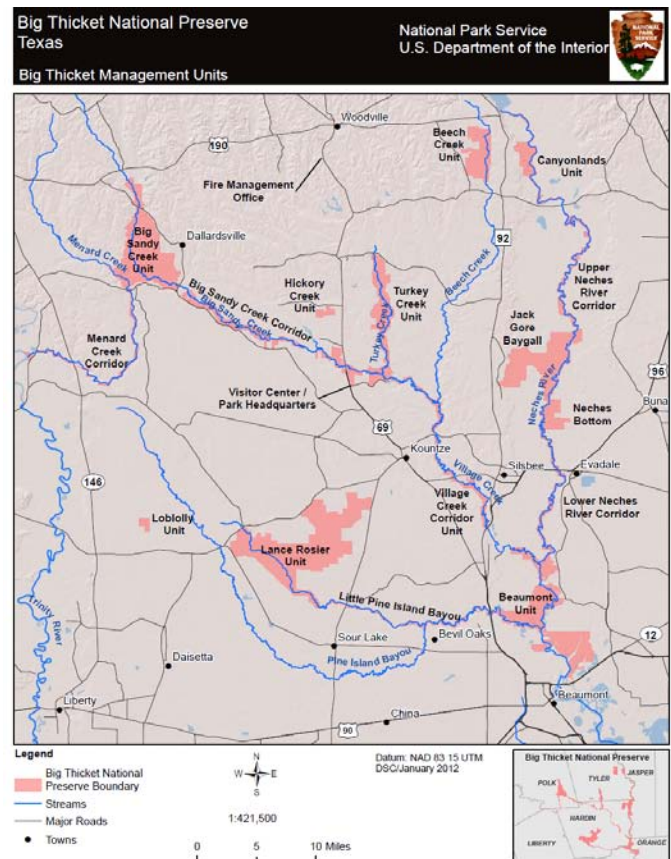 Big Thicket National Preserve
Texas
Big Thicket Management Units
National Park Service
U.S. Department of the Interior
NATIONAL
PARK
SERVICE
Woodville
190
Beech
Creek
Unit
Canyonlands
Unit
Fire Management
Office
Big
Sandy
Creek
Unit
Dallardsville
92
Menard Creek
Beech Creek
Hickory
Creek
Unit
Big Sandy Creek Corridor
Big Sandy Creek
Turkey
Creek
Unit
Turkey Creek
Upper
Neches
River
Corridor
Jack
Gore
Baygall
Menard
Creek
Corridor
Neches River
96
Visitor Center /
Park Headquarters
Buna
Neches
Bottom
69
Kountze
Silsbee
Evadale
146
Village Creek
Village
Creek
Corridor
Unit
Lower Neches
River Corridor
Loblolly
Unit
Lance Rosier
Unit
Little Pine Island Bayou
Beaumont
Unit
Trinity River
Sour Lake
Bevil Oaks
12
Pine Island Bayou
Daisetta
Liberty
China
Beaumont
90
Legend
Big Thicket National
Preserve Boundary
Streams
Major Roads
Towns
N
W E
S
1:421,500
0 5 10 Miles
Datum: NAD 83 15 UTM
DSC/January 2012
Big Thicket National Preserve
POLK
TYLER
JASPER
HARDIN
LIBERTY
ORANGE